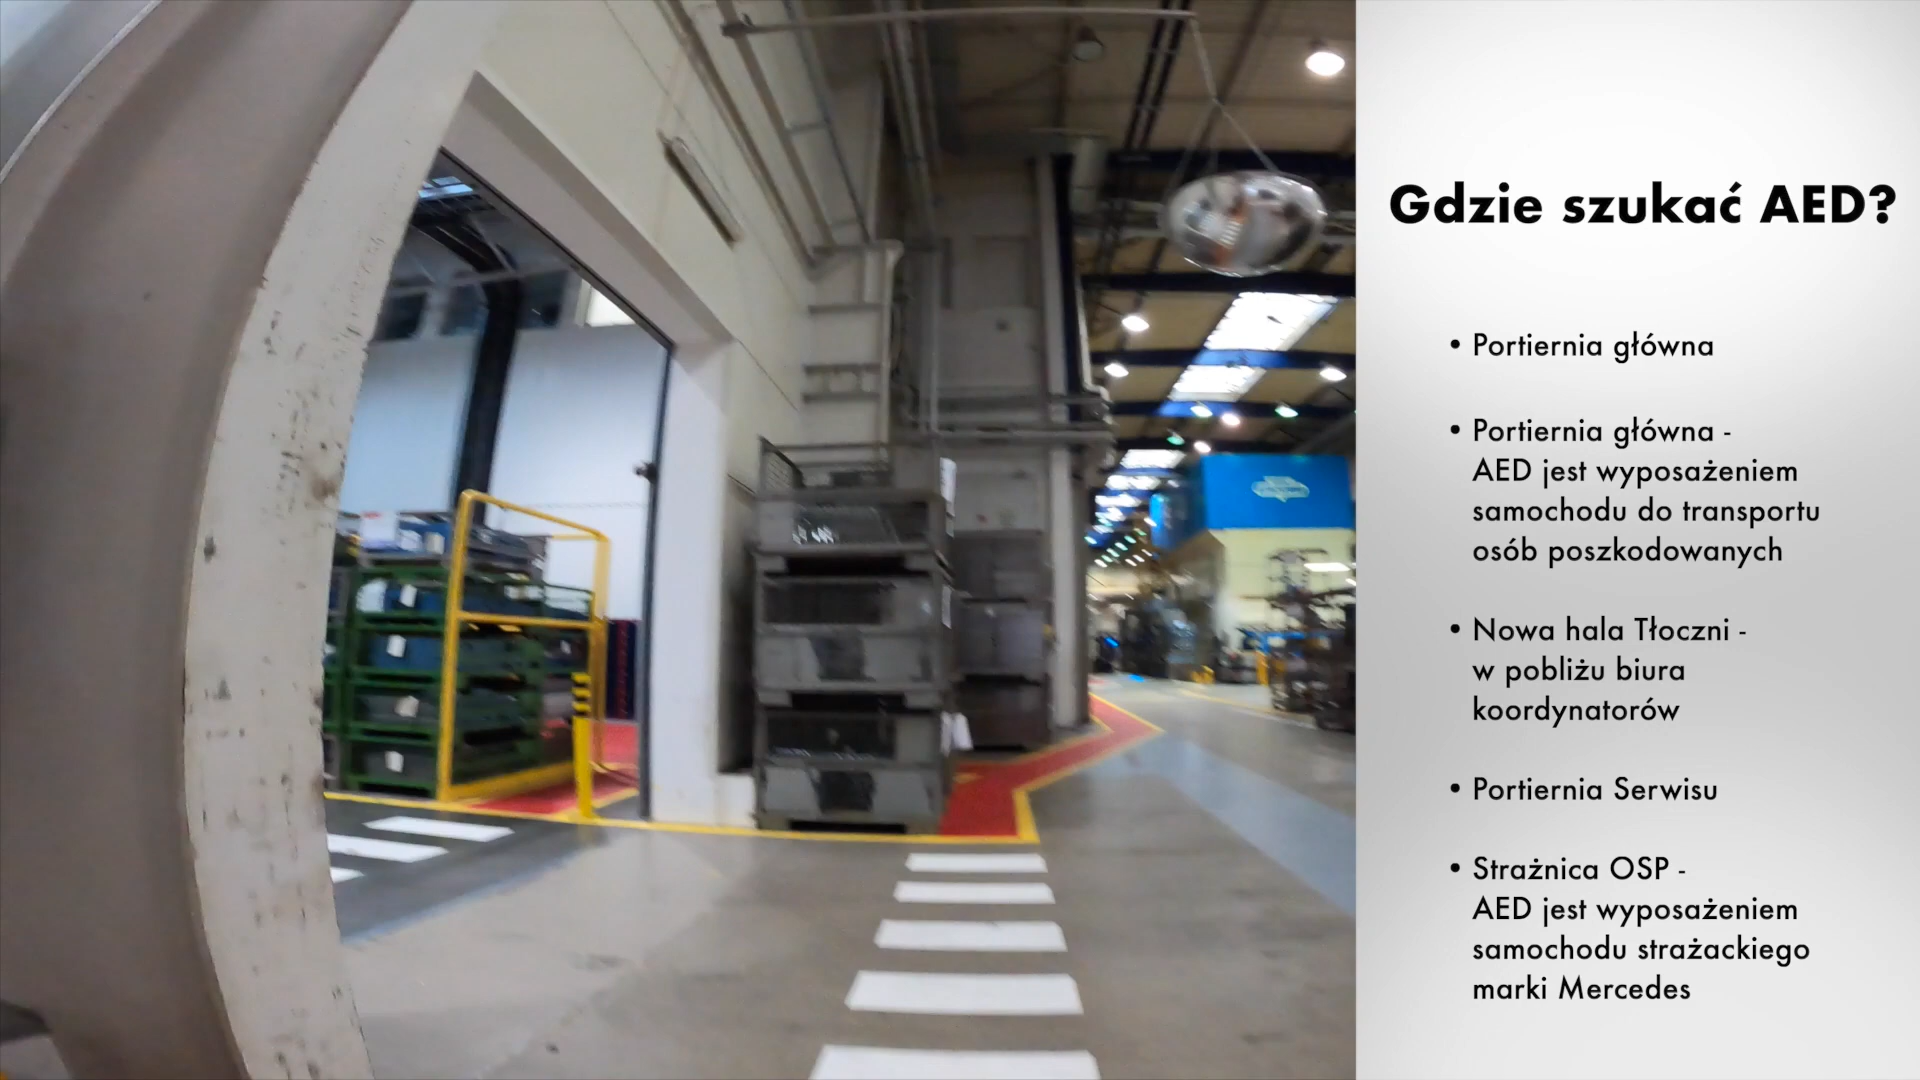 Gdzie szukać AED?
• Portiernia główna
• Portiernia główna -
AED jest wyposażeniem
samochodu do transportu
osób poszkodowanych
• Nowa hala Tłoczni -
w pobliżu biura
koordynatorów
• Portiernia Serwisu
• Strażnica OSP -
AED jest wyposażeniem
samochodu strażackiego
marki Mercedes